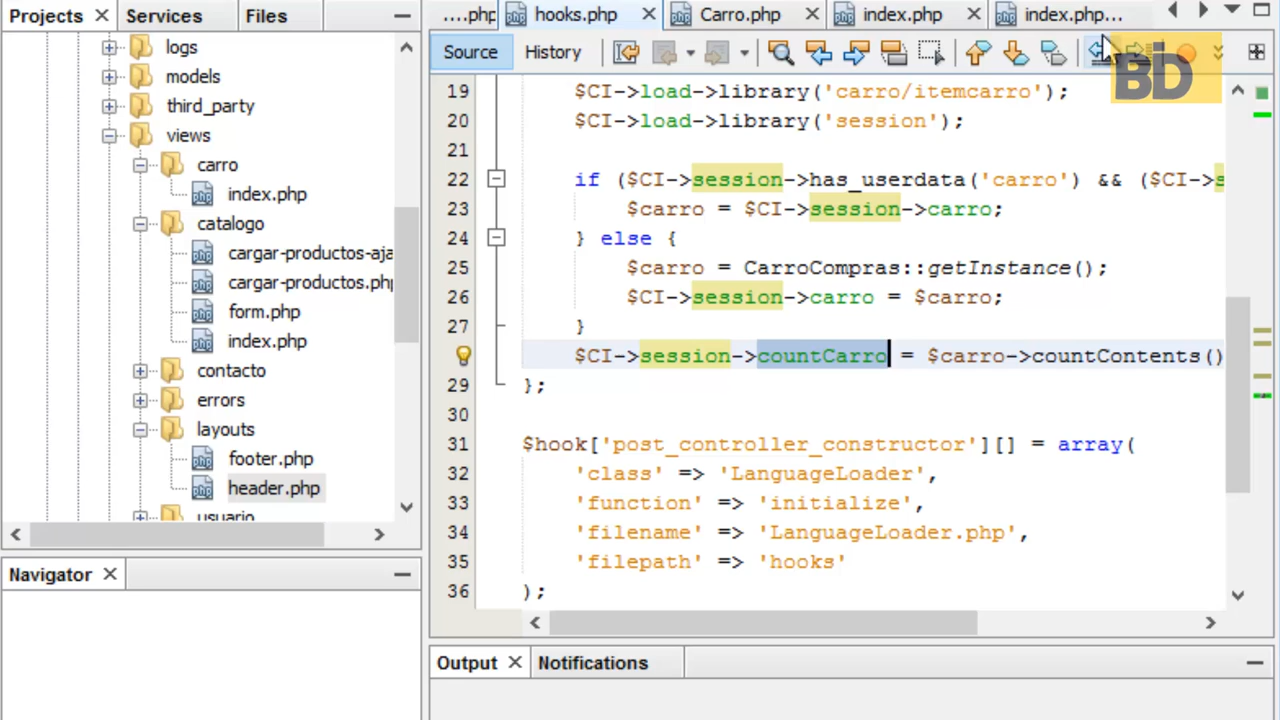 Projects
Services
Files
logs
models
third_party
views
carro
index.php
catalogo
cargar-productos-aja
cargar-productos.php
form.php
index.php
contacto
errors
layouts
footer.php
header.php
usuario
Navigator
....php
hooks.php
Carro.php
index.php
index.php...
Source
History
BD
19 $CI->load->library('carro/itemcarro');
20 $CI->load->library('session');
21
22 if ($CI->session->has_userdata('carro') && ($CI->s
23 $carro = $CI->session->carro;
24 } else {
25 $carro = CarroCompras::getInstance();
26 $CI->session->carro = $carro;
27 }
$CI->session->countCarro = $carro->countContents()
29 };
30
31 $hook['post_controller_constructor'][] = array(
32 'class' => 'LanguageLoader',
33 'function' => 'initialize',
34 'filename' => 'LanguageLoader.php',
35 'filepath' => 'hooks'
36 );
Output
Notifications